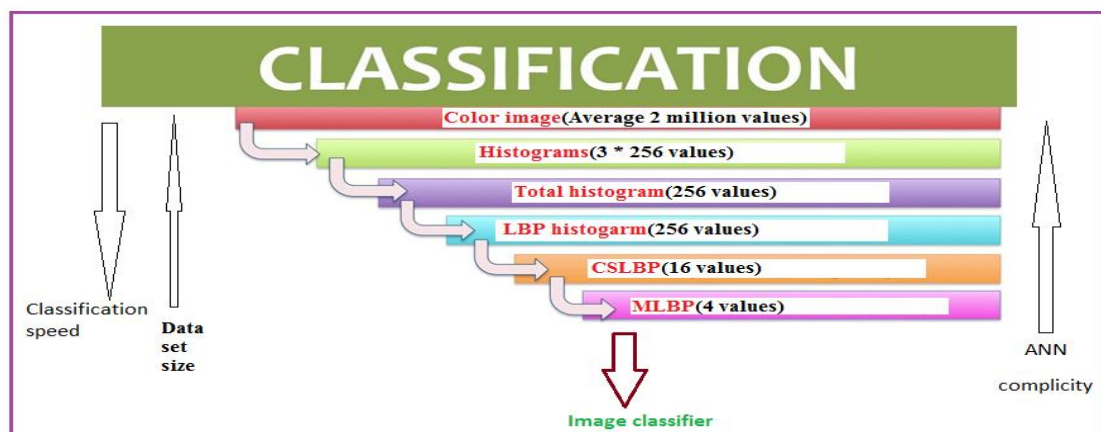 CLASSIFICATION
Color image(Average 2 million values)
Histograms(3 * 256 values)
Total histogram(256 values)
LBP histogarm(256 values)
CSLBP(16 values)
MLBP(4 values)
Classification
speed
Data
set
size
ANN
complicity
Image classifier